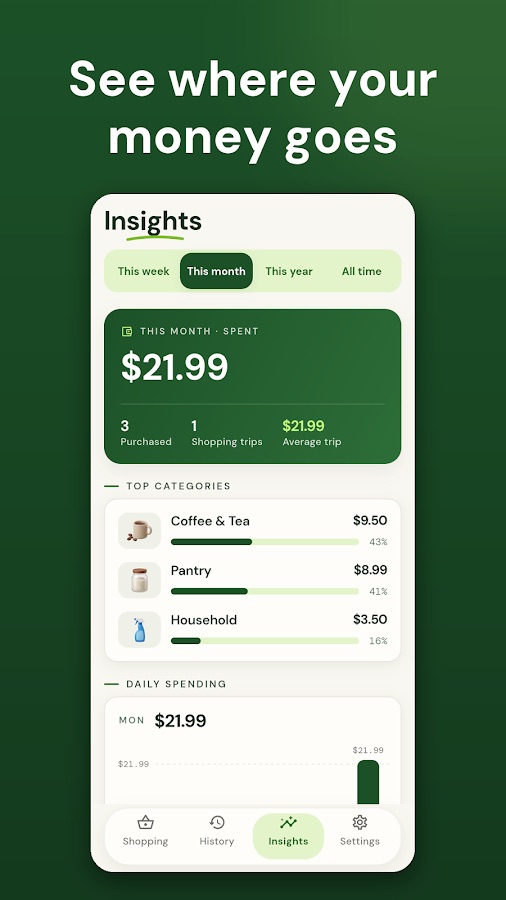 See where your
money goes
Insights
This week This month This year All time
THIS MONTH · SPENT
$21.99
3 1 $21.99
Purchased Shopping trips Average trip
TOP CATEGORIES
Coffee & Tea $9.50
43%
Pantry $8.99
41%
Household $3.50
16%
DAILY SPENDING
MON $21.99
$21.99
$21.99
Shopping History Insights Settings